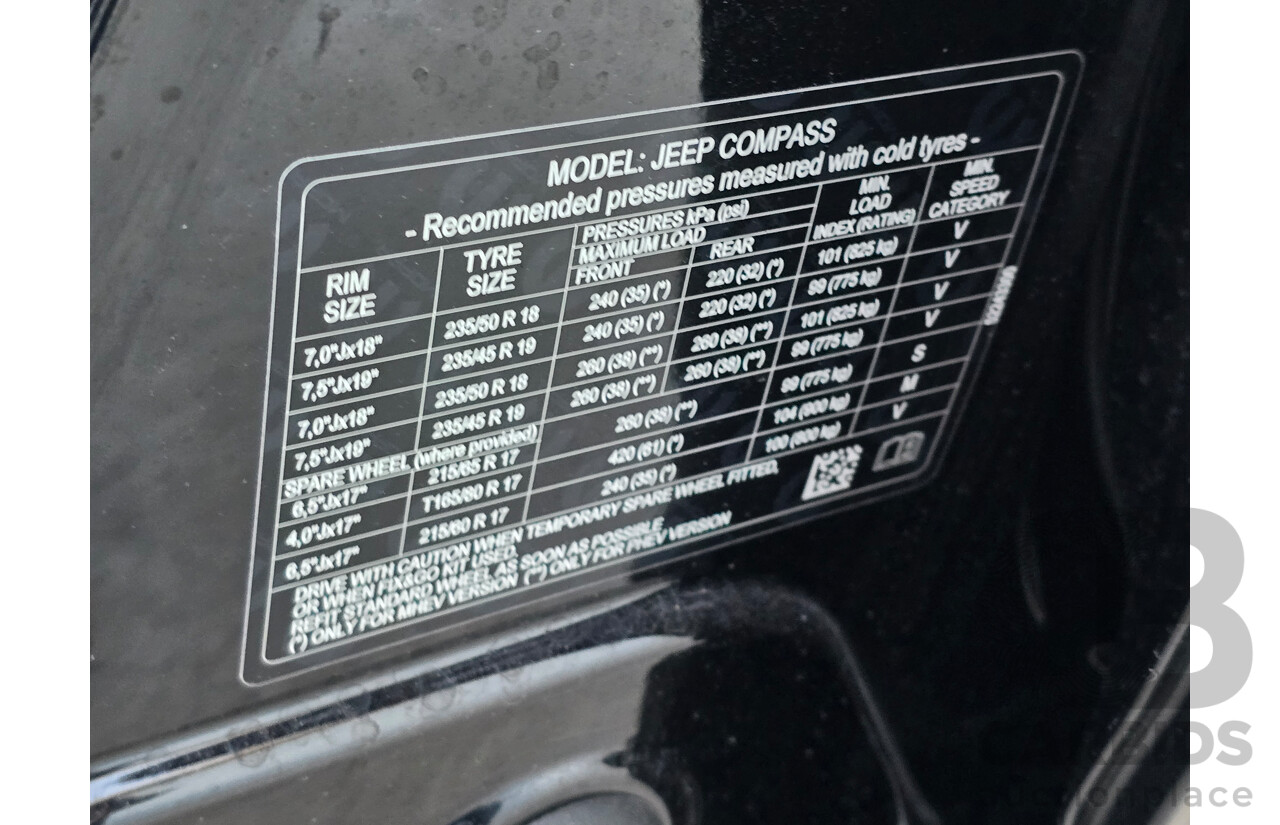 MODEL: JEEP COMPASS
- Recommended pressures measured with cold tyres -
RIM SIZE TYRE SIZE PRESSURES kPa (psi) MAXIMUM LOAD FRONT REAR MIN. LOAD INDEX (RATING) MIN. SPEED CATEGORY
7,0"Jx18" 235/50 R 18 240 (35) (*) 220 (32) (*) 101 (825 kg) V
7,5"Jx19" 235/45 R 19 240 (35) (*) 220 (32) (*) 99 (775 kg) V
7,0"Jx18" 235/50 R 18 260 (38) (**) 260 (38) (**) 101 (825 kg) V
7,5"Jx19" 235/45 R 19 260 (38) (**) 260 (38) (**) 99 (775 kg) V
SPARE WHEEL (where provided)
6,5"Jx17" 215/65 R 17 260 (38) (**) 99 (775 kg) S
4,0"Jx17" T165/80 R 17 420 (61) (*) 104 (900 kg) M
6,5"Jx17" 215/60 R 17 240 (35) (*) 100 (800 kg) V
DRIVE WITH CAUTION WHEN TEMPORARY SPARE WHEEL FITTED,
OR WHEN FIX&GO KIT USED.
REFIT STANDARD WHEEL AS SOON AS POSSIBLE
(*) ONLY FOR MHEV VERSION (**) ONLY FOR PHEV VERSION